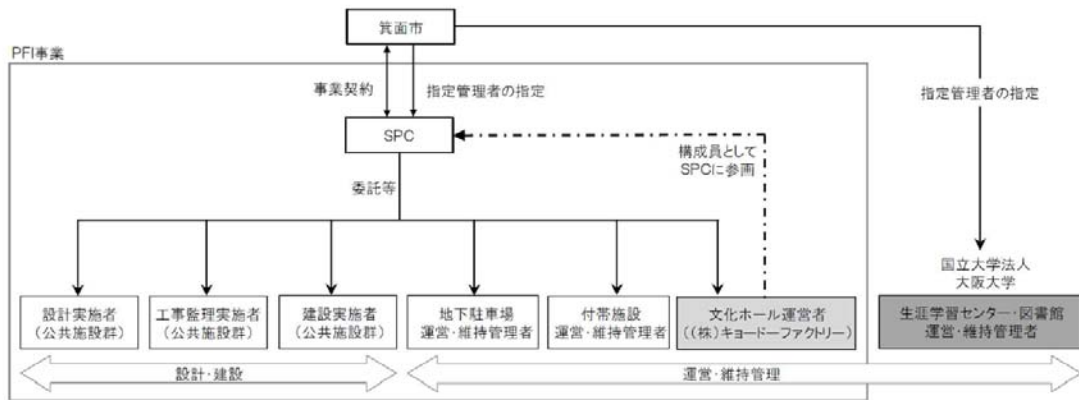 箕面市
PFI事業
事業契約
指定管理者の指定
指定管理者の指定
SPC
構成員として
SPCに参画
委託等
国立大学法人
大阪大学
設計実施者
(公共施設群)
工事監理実施者
(公共施設群)
建設実施者
(公共施設群)
地下駐車場
運営・維持管理者
付帯施設
運営・維持管理者
文化ホール運営者
((株)キョードーファクトリー)
生涯学習センター・図書館
運営・維持管理者
設計・建設
運営・維持管理